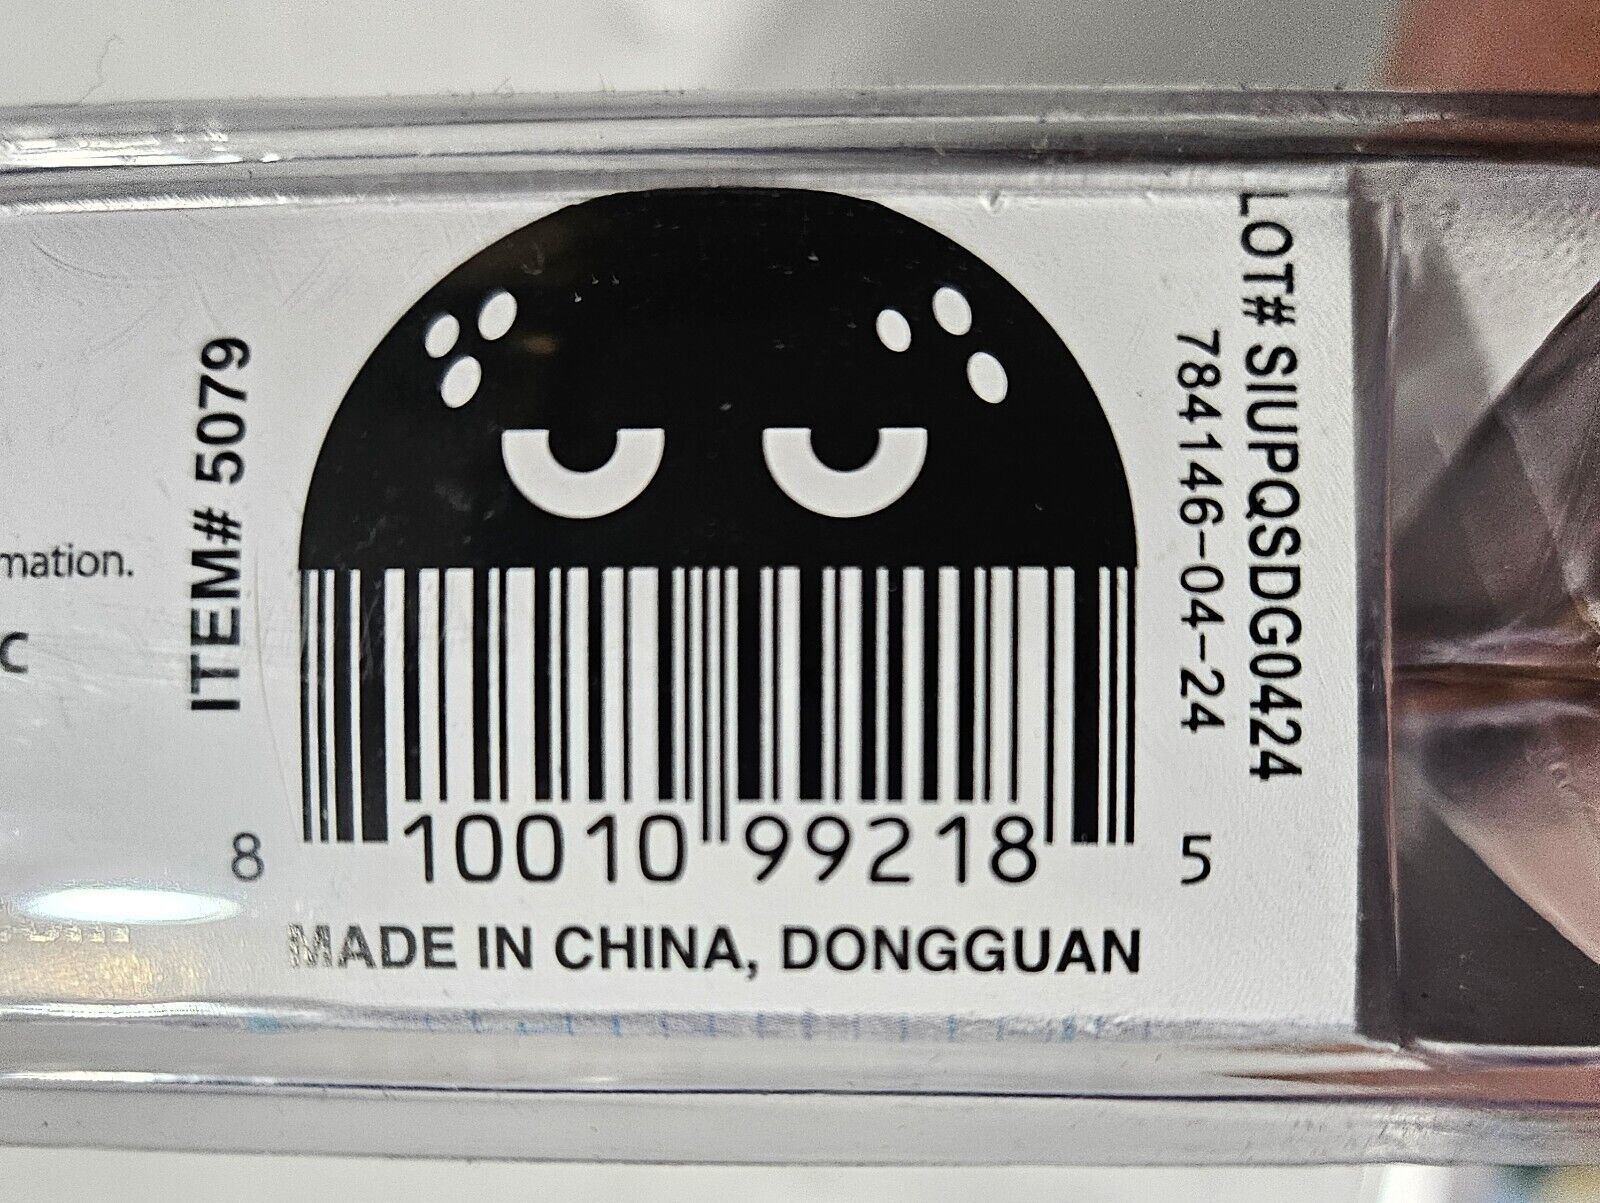 mation.
C
ITEM# 5079
8 10010 99218 5
MADE IN CHINA, DONGGUAN
LOT# SIUPQSDG0424
784146-04-24